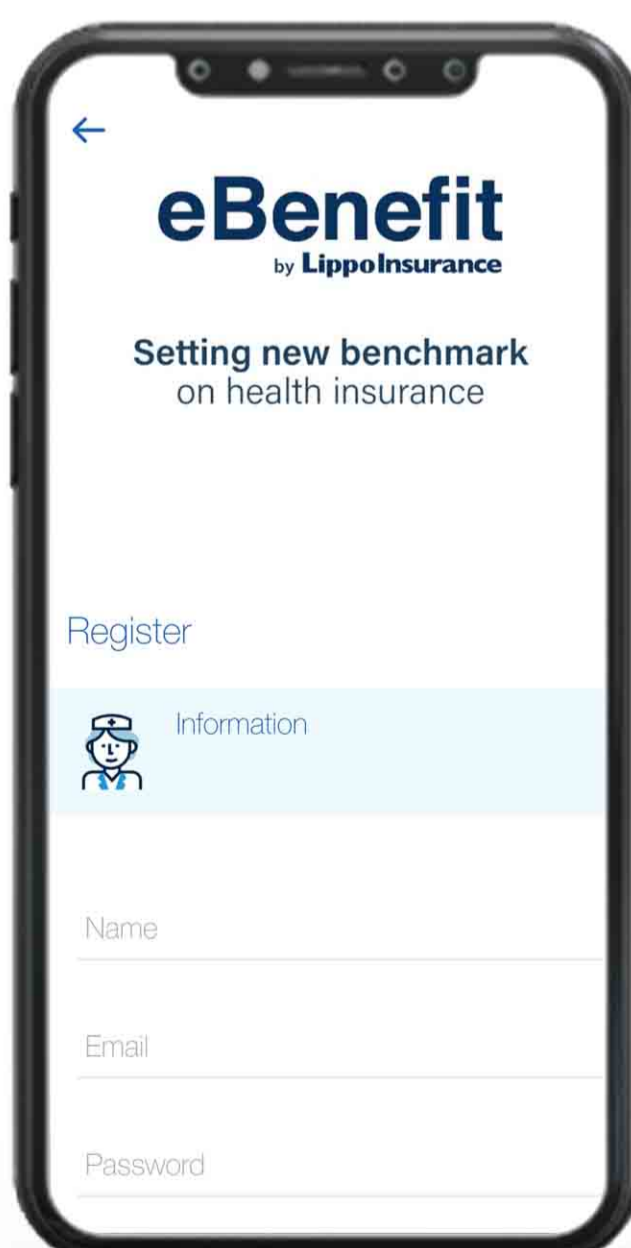 eBenefit
by LippoInsurance
Setting new benchmark
on health insurance
Register
Information
Name
Email
Password